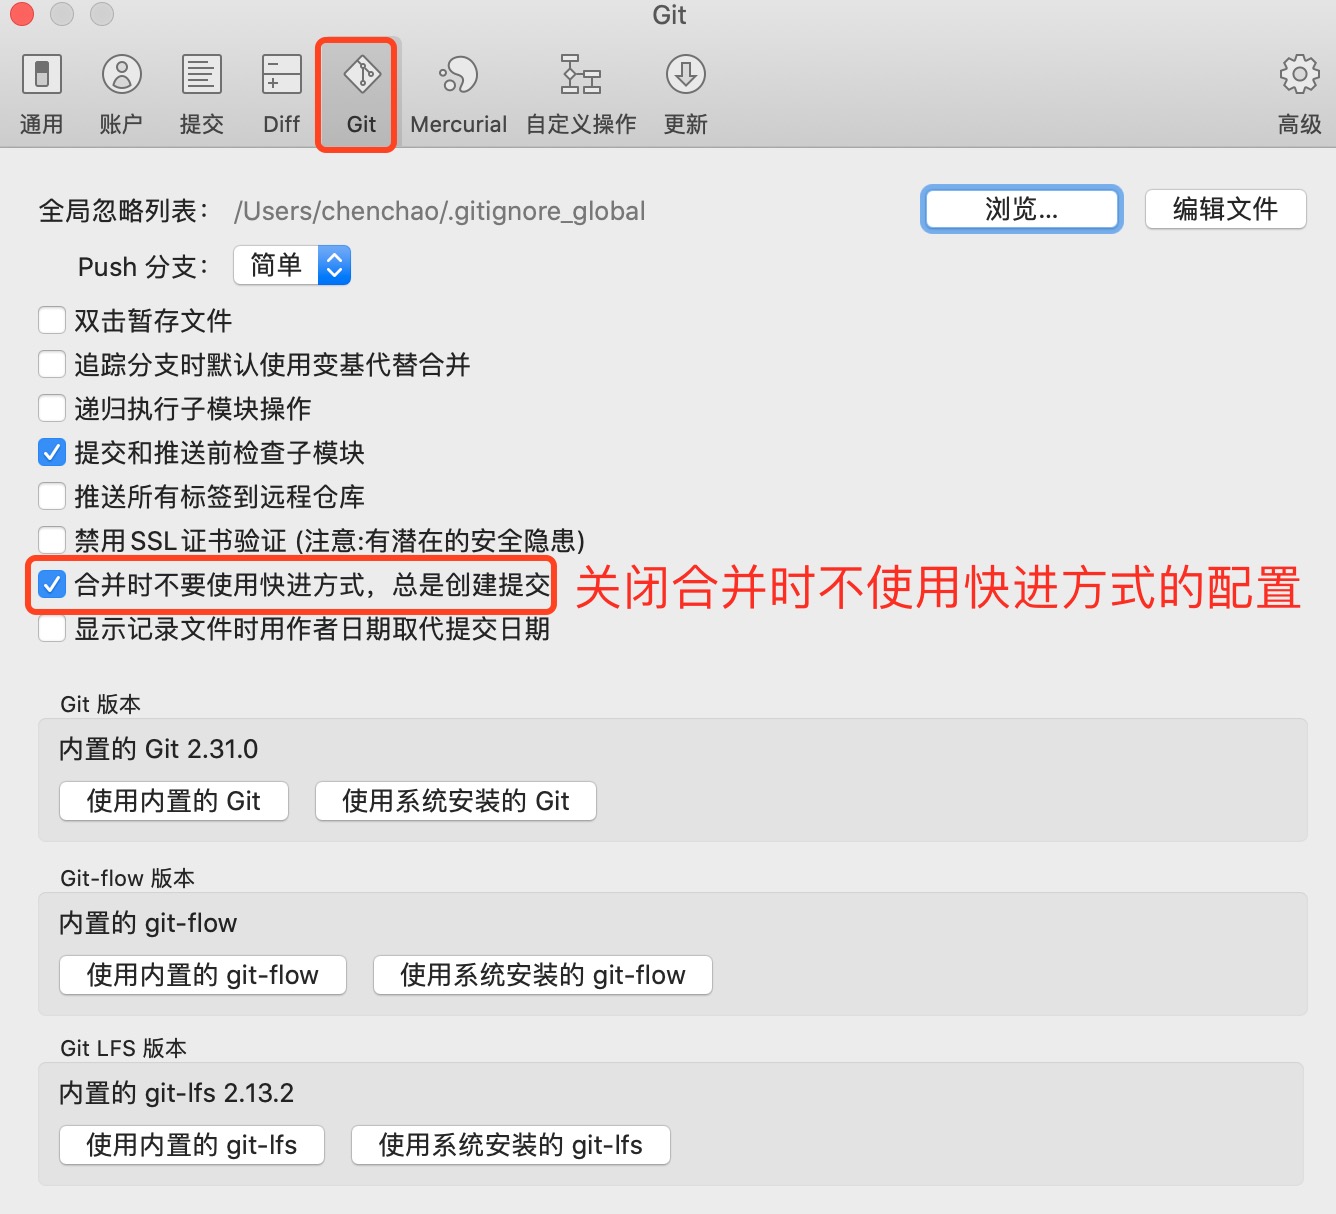 Git
通用 账户 提交 Diff Git Mercurial 自定义操作 更新 高级
全局忽略列表： /Users/chenchao/.gitignore_global 浏览... 编辑文件
Push 分支： 简单
双击暂存文件
追踪分支时默认使用变基代替合并
递归执行子模块操作
提交和推送前检查子模块
推送所有标签到远程仓库
禁用SSL证书验证 (注意:有潜在的安全隐患)
合并时不要使用快进方式，总是创建提交 关闭合并时不使用快进方式的配置
显示记录文件时用作者日期取代提交日期
Git 版本
内置的 Git 2.31.0
使用内置的 Git 使用系统安装的 Git
Git-flow 版本
内置的 git-flow
使用内置的 git-flow 使用系统安装的 git-flow
Git LFS 版本
内置的 git-lfs 2.13.2
使用内置的 git-lfs 使用系统安装的 git-lfs